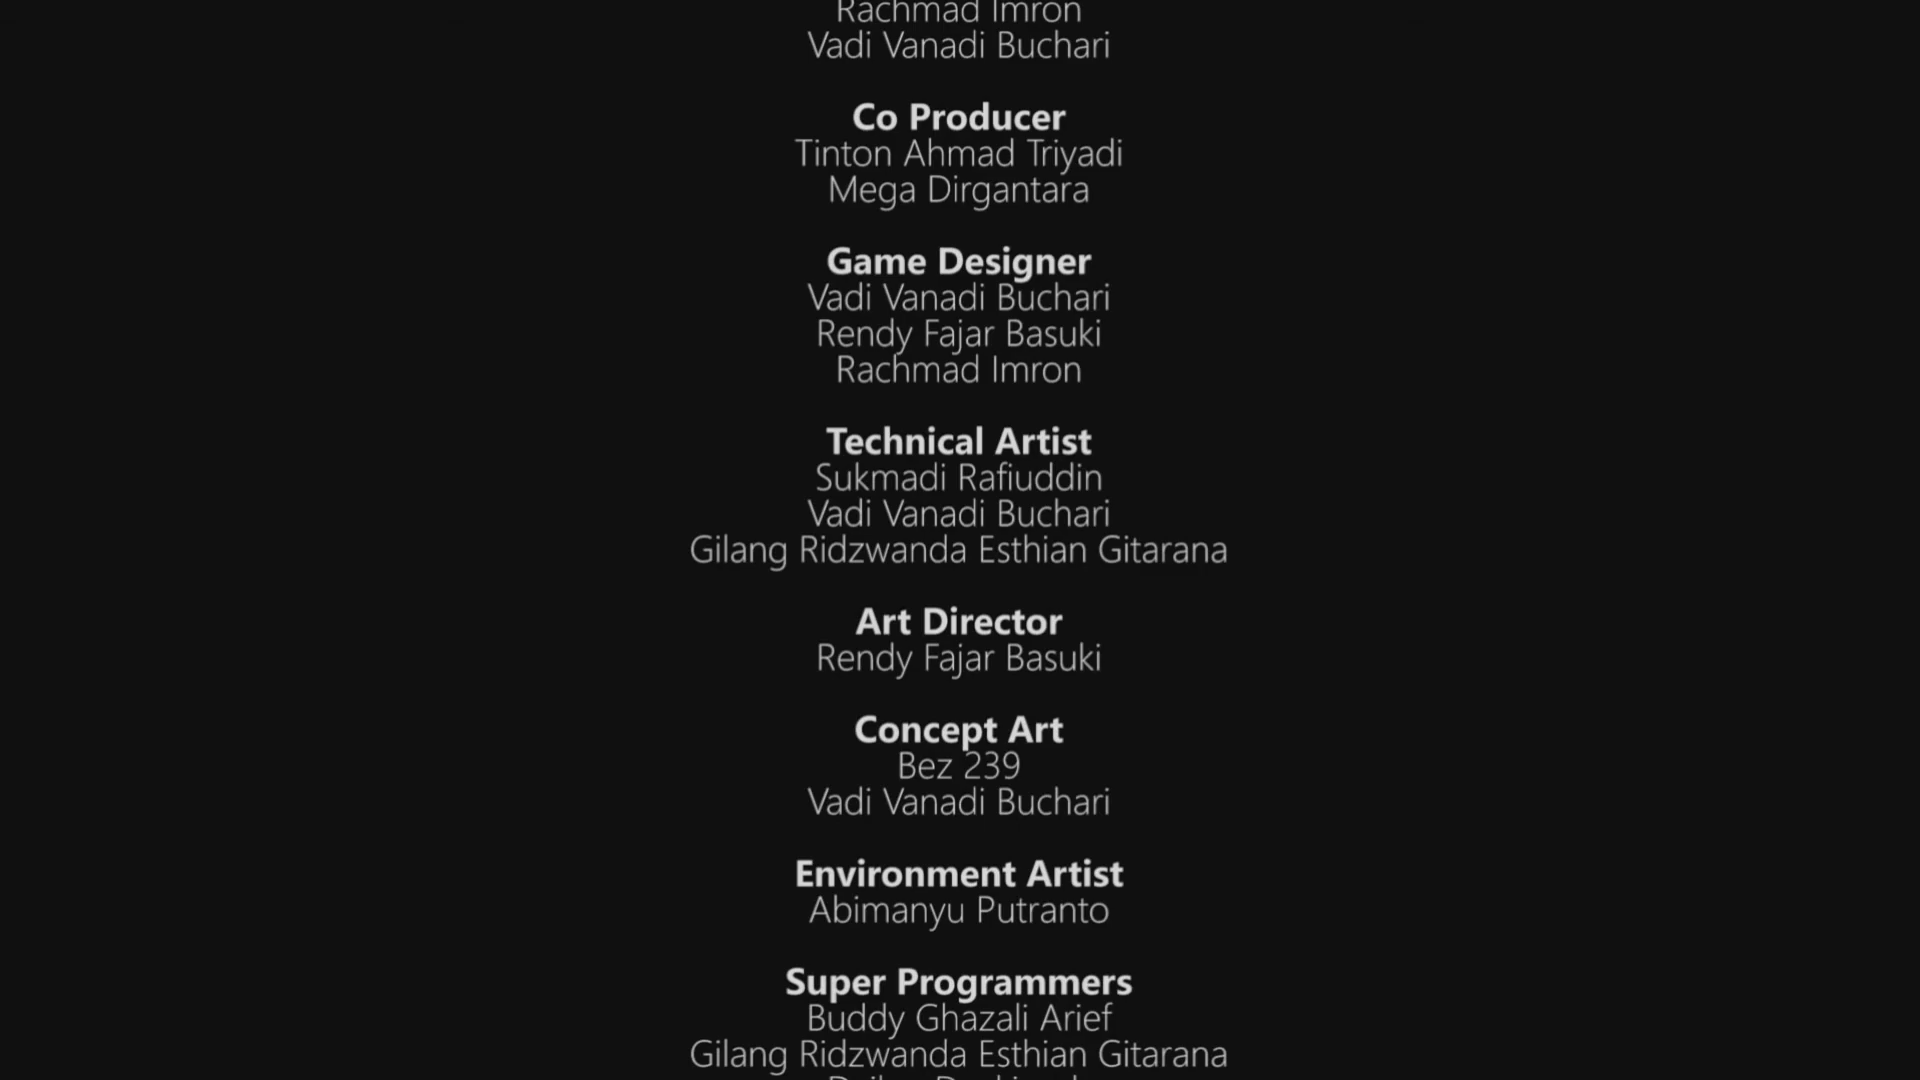 Rachmad Imron
Vadi Vanadi Buchari
Co Producer
Tinton Ahmad Triyadi
Mega Dirgantara
Game Designer
Vadi Vanadi Buchari
Rendy Fajar Basuki
Rachmad Imron
Technical Artist
Sukmadi Rafiuddin
Vadi Vanadi Buchari
Gilang Ridzwanda Esthian Gitarana
Art Director
Rendy Fajar Basuki
Concept Art
Bez 239
Vadi Vanadi Buchari
Environment Artist
Abimanyu Putranto
Super Programmers
Buddy Ghazali Arief
Gilang Ridzwanda Esthian Gitarana